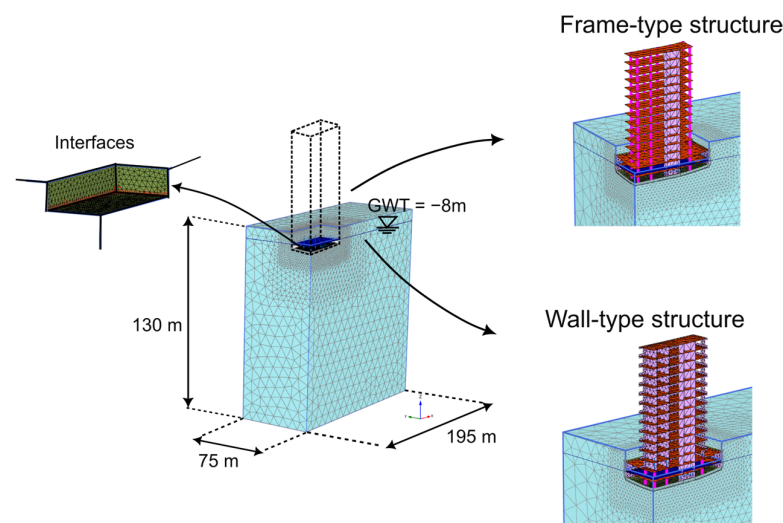 Frame-type structure
Interfaces
GWT = −8m
130 m
Wall-type structure
75 m
195 m